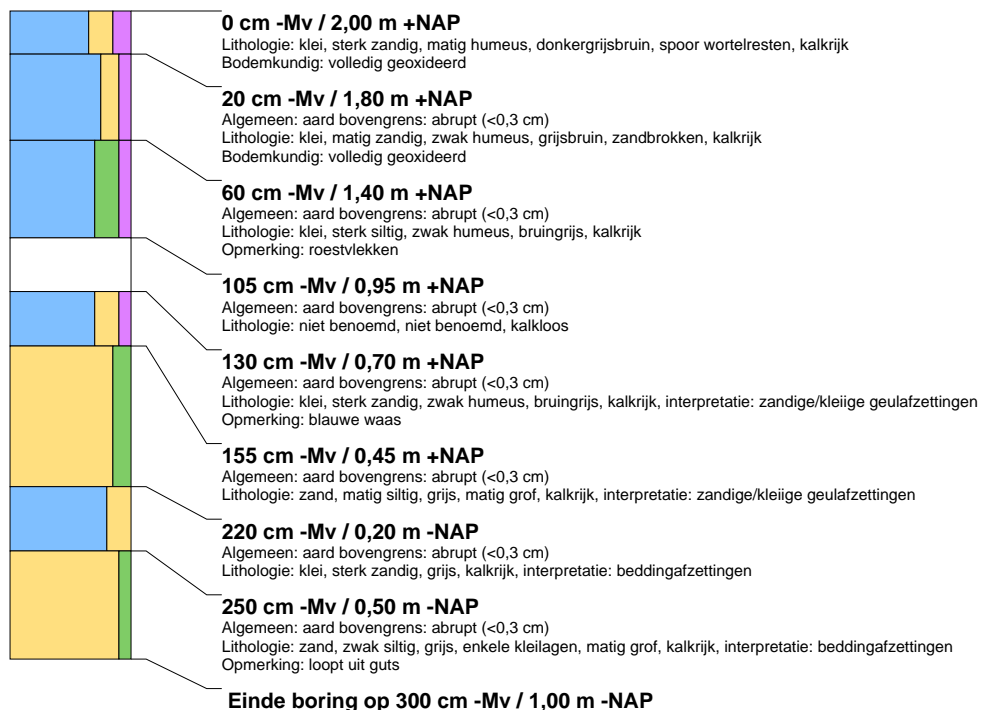 0 cm -Mv / 2,00 m +NAP
Lithologie: klei, sterk zandig, matig humeus, donkergrijsbruin, spoor wortelresten, kalkrijk
Bodemkundig: volledig geoxideerd
20 cm -Mv / 1,80 m +NAP
Algemeen: aard bovengrens: abrupt (<0,3 cm)
Lithologie: klei, matig zandig, zwak humeus, grijsbruin, zandbrokken, kalkrijk
Bodemkundig: volledig geoxideerd
60 cm -Mv / 1,40 m +NAP
Algemeen: aard bovengrens: abrupt (<0,3 cm)
Lithologie: klei, sterk siltig, zwak humeus, bruingrijs, kalkrijk
Opmerking: roestvlekken
105 cm -Mv / 0,95 m +NAP
Algemeen: aard bovengrens: abrupt (<0,3 cm)
Lithologie: niet benoemd, niet benoemd, kalkloos
130 cm -Mv / 0,70 m +NAP
Algemeen: aard bovengrens: abrupt (<0,3 cm)
Lithologie: klei, sterk zandig, zwak humeus, bruingrijs, kalkrijk, interpretatie: zandige/kleiige geulafzettingen
Opmerking: blauwe waas
155 cm -Mv / 0,45 m +NAP
Algemeen: aard bovengrens: abrupt (<0,3 cm)
Lithologie: zand, matig siltig, grijs, matig grof, kalkrijk, interpretatie: zandige/kleiige geulafzettingen
220 cm -Mv / 0,20 m -NAP
Algemeen: aard bovengrens: abrupt (<0,3 cm)
Lithologie: klei, sterk zandig, grijs, kalkrijk, interpretatie: beddingafzettingen
250 cm -Mv / 0,50 m -NAP
Algemeen: aard bovengrens: abrupt (<0,3 cm)
Lithologie: zand, zwak siltig, grijs, enkele kleilagen, matig grof, kalkrijk, interpretatie: beddingafzettingen
Opmerking: loopt uit guts
Einde boring op 300 cm -Mv / 1,00 m -NAP